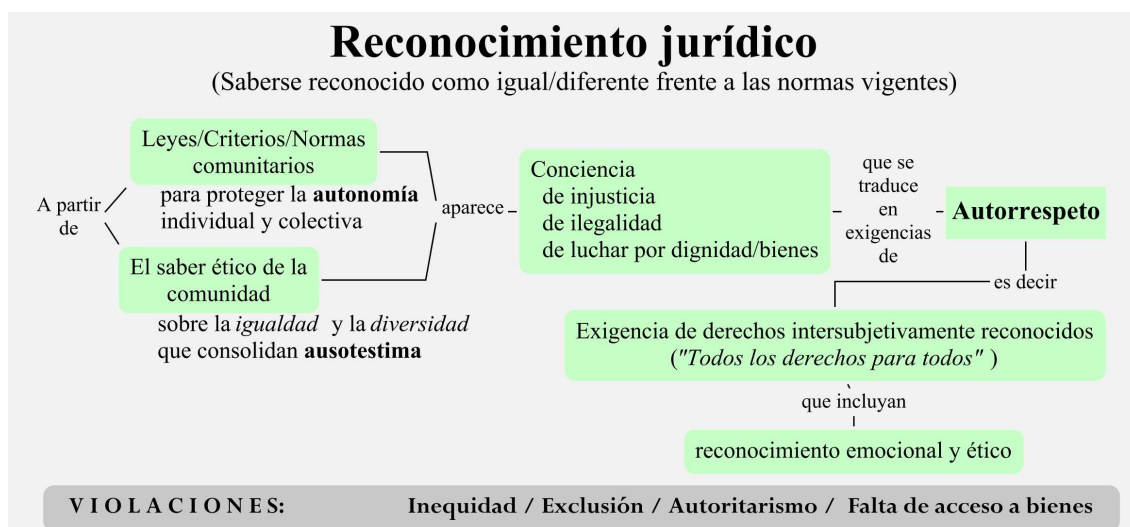 Reconocimiento jurídico
(Saberse reconocido como igual/diferente frente a las normas vigentes)
A partir
de
Leyes/Criterios/Normas
comunitarios
para proteger la autonomía
individual y colectiva
El saber ético de la
comunidad
sobre la igualdad y la diversidad
que consolidan ausotestima
aparece
Conciencia
de injusticia
de ilegalidad
de luchar por dignidad/bienes
que se
traduce
en
exigencias
de
Autorrespeto
es decir
Exigencia de derechos intersubjetivamente reconocidos
("Todos los derechos para todos" )
que incluyan
reconocimiento emocional y ético
VIOLACIONES: Inequidad / Exclusión / Autoritarismo / Falta de acceso a bienes